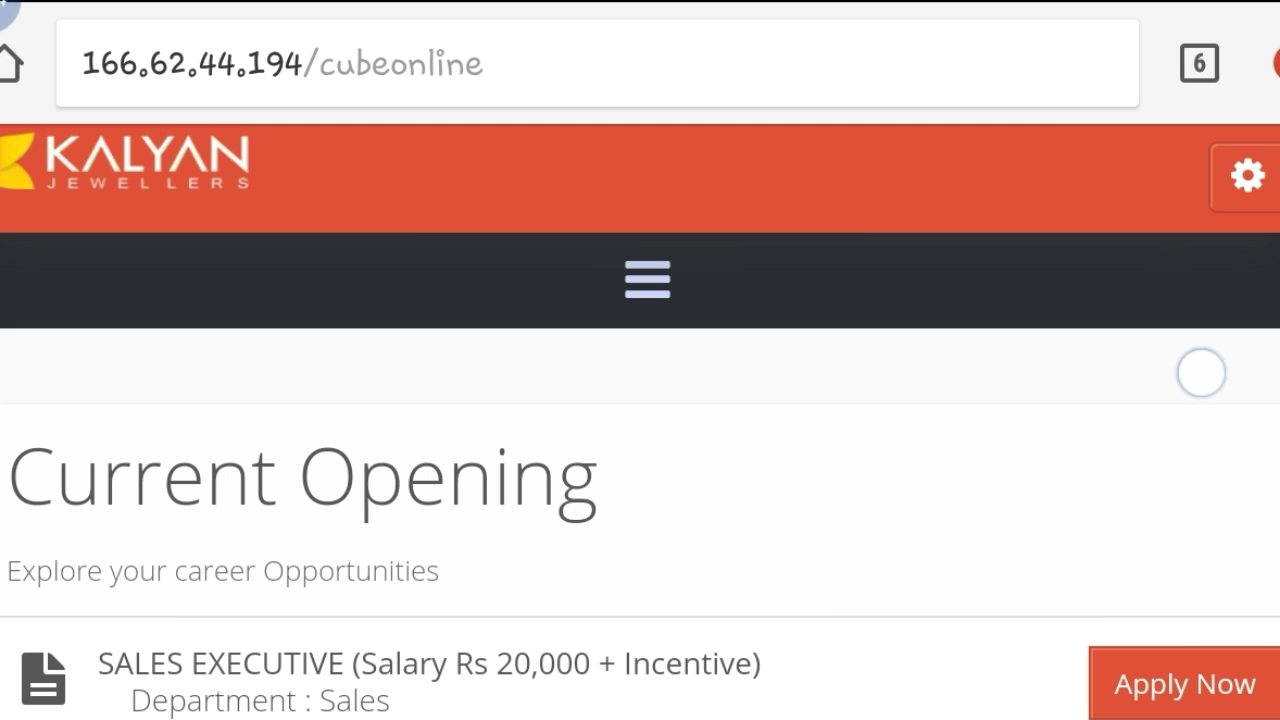 166.62.44.194/cubeonline
6
KALYAN
JEWELLERS
Current Opening
Explore your career Opportunities
SALES EXECUTIVE (Salary Rs 20,000 + Incentive)
Department : Sales
Apply Now